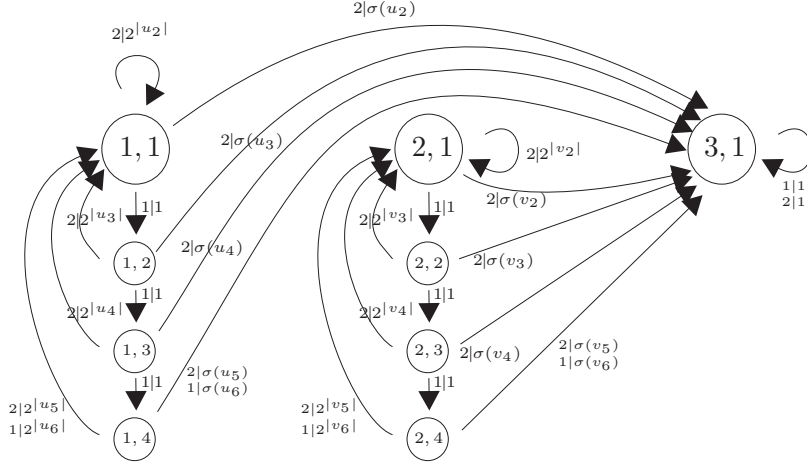 2|σ(u₂)
2|2^|u₂|
1, 1
2, 1
3, 1
2|σ(u₃)
2|2^|v₂|
1|1
2|1
2|2^|u₃|
1|1
2|2^|v₃|
1|1
2|σ(v₂)
1, 2
2|σ(u₄)
2, 2
2|σ(v₃)
2|2^|u₄|
1|1
2|2^|v₄|
1|1
1, 3
2, 3
2|σ(v₄)
2|σ(u₅)
1|σ(u₆)
2|σ(v₅)
1|σ(v₆)
1|1
1|1
2|2^|u₅|
1|2^|u₆|
1, 4
2|2^|v₅|
1|2^|v₆|
2, 4